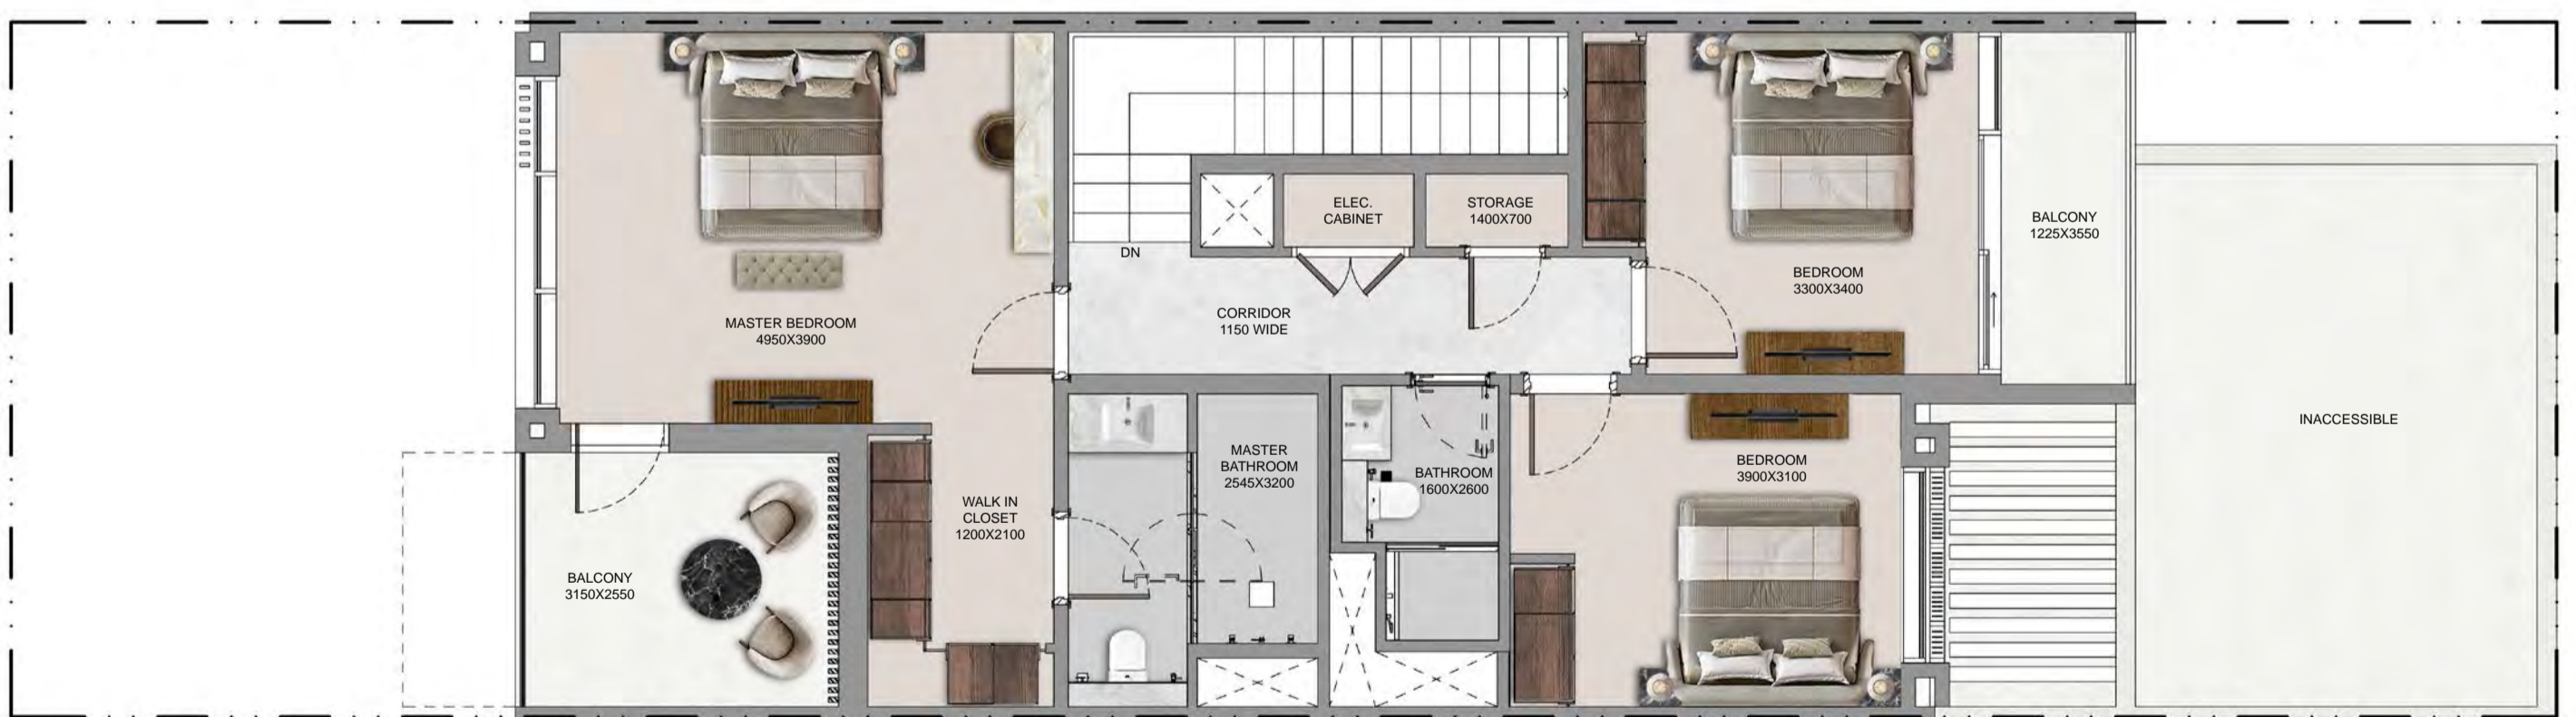 MASTER BEDROOM
4950X3900
BALCONY
3150X2550
WALK IN
CLOSET
1200X2100
DN
CORRIDOR
1150 WIDE
ELEC.
CABINET
STORAGE
1400X700
MASTER
BATHROOM
2545X3200
BATHROOM
1600X2600
BEDROOM
3300X3400
BALCONY
1225X3550
BEDROOM
3900X3100
INACCESSIBLE